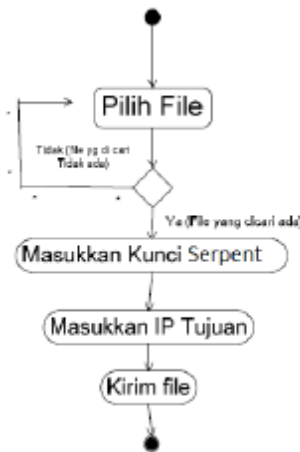 Pilih File
Tidak (file yg di cari
Tidak ada)
Ya (File yang dicari ada)
Masukkan Kunci Serpent
Masukkan IP Tujuan
Kirim file